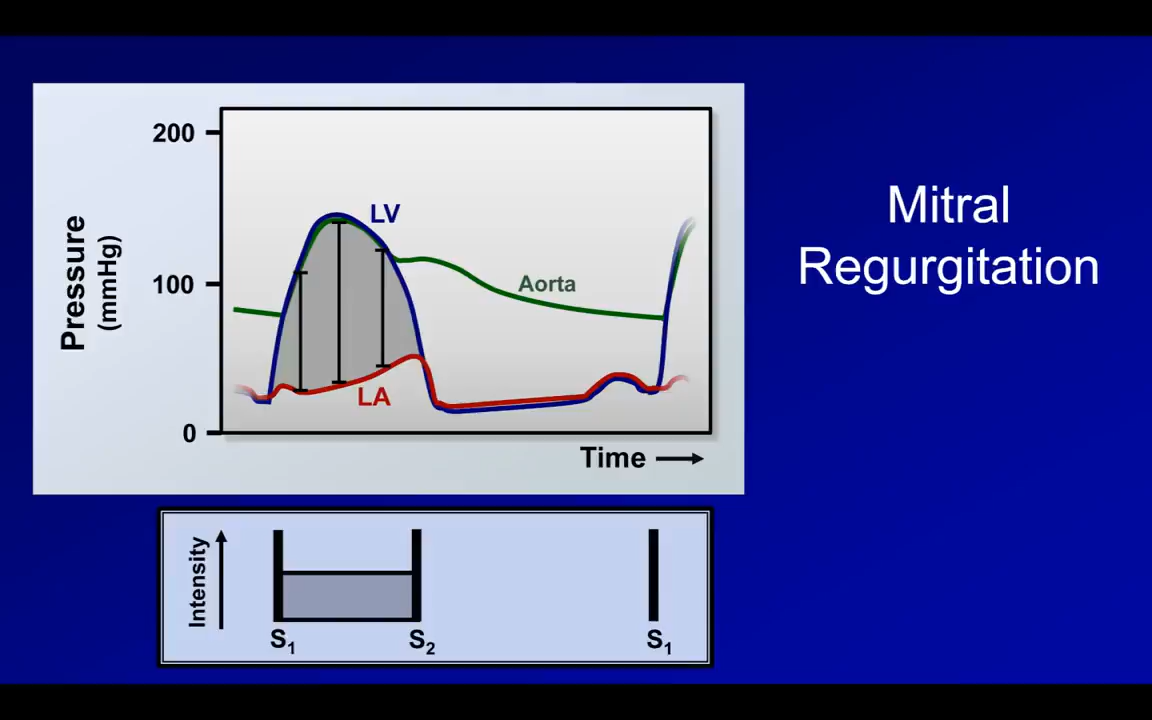 Mitral
Regurgitation
Pressure
(mmHg)
200
100
0
LV
Aorta
LA
Time
Intensity
S₁
S₂
S₁